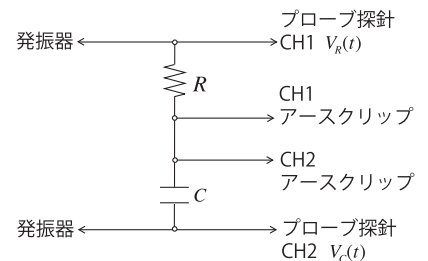 プローブ探針
発振器 CH1 V_R(t)
R
CH1
アースクリップ
CH2
アースクリップ
C
発振器 プローブ探針
CH2 V_C(t)